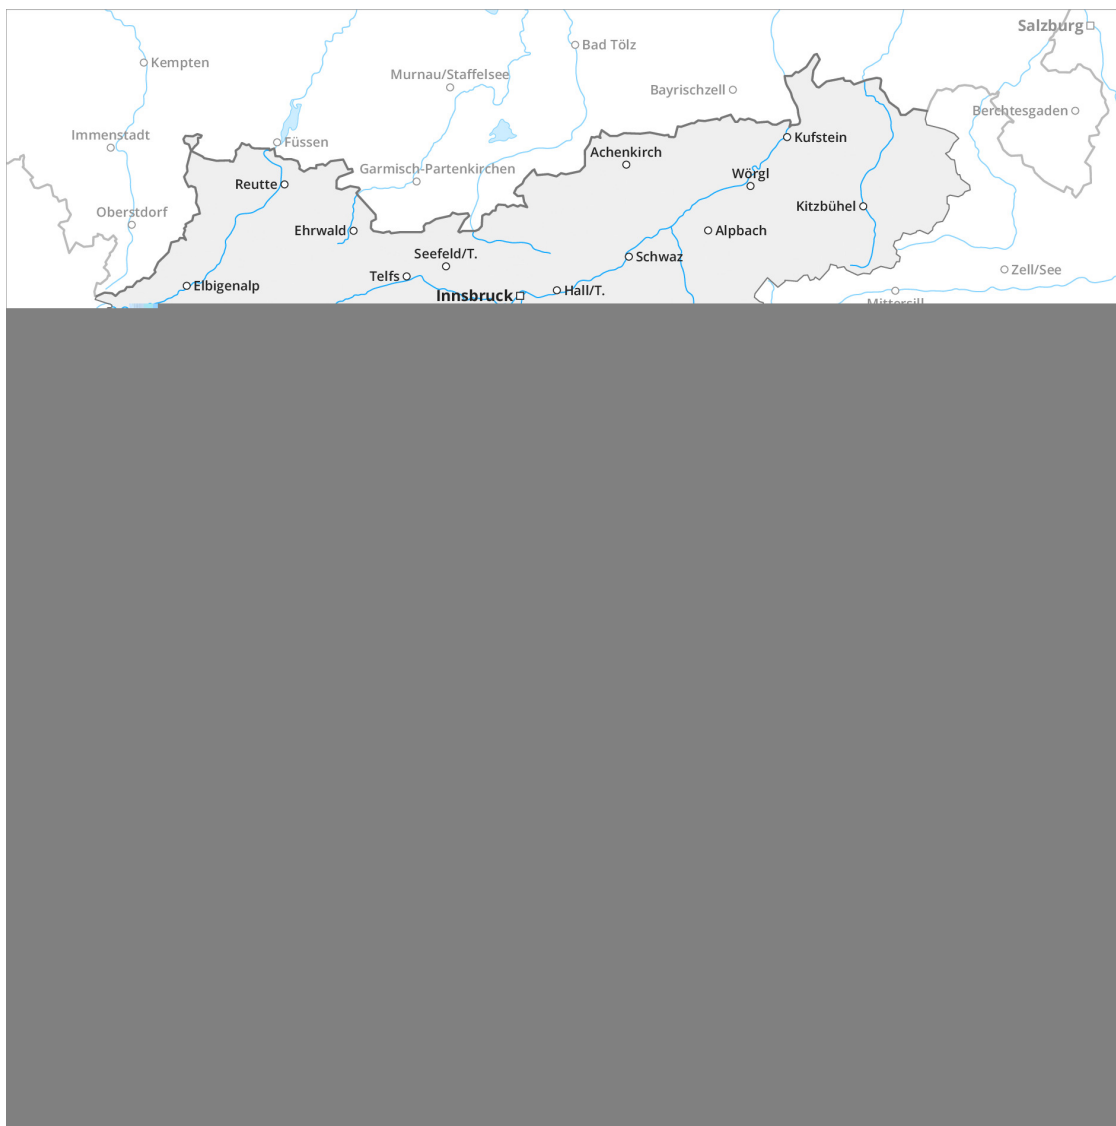 Salzburg
Bad Tölz
Kempten
Murnau/Staffelsee
Bayrischzell
Berchtesgaden
Immenstadt
Füssen
Kufstein
Achenkirch
Garmisch-Partenkirchen
Wörgl
Reutte
Kitzbühel
Oberstdorf
Ehrwald
Alpbach
Seefeld/T.
Schwaz
Zell/See
Telfs
Elbigenalp
Hall/T.
Innsbruck
Mittersill